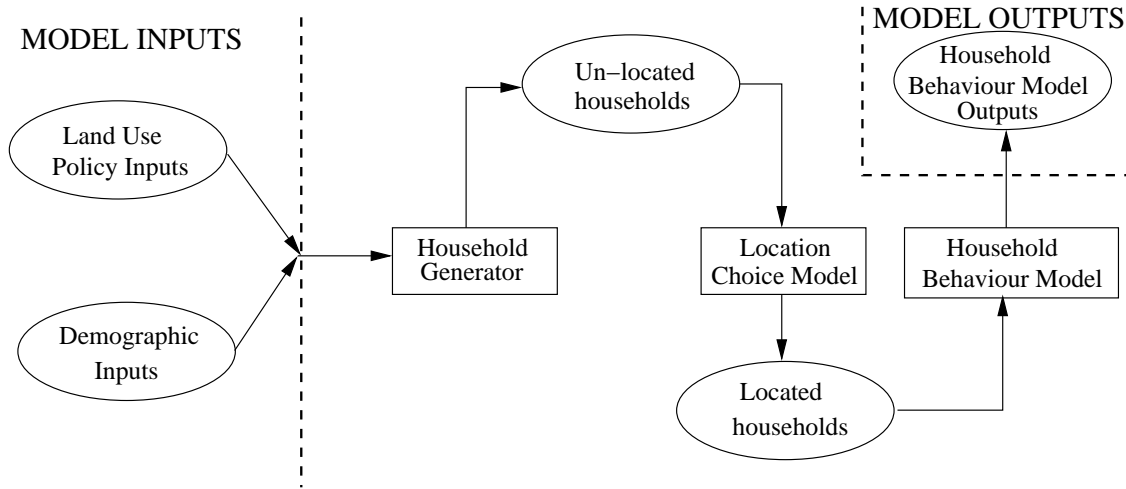 MODEL INPUTS
Land Use
Policy Inputs
Demographic
Inputs
Household
Generator
Un-located
households
Location
Choice Model
Located
households
Household
Behaviour Model
MODEL OUTPUTS
Household
Behaviour Model
Outputs